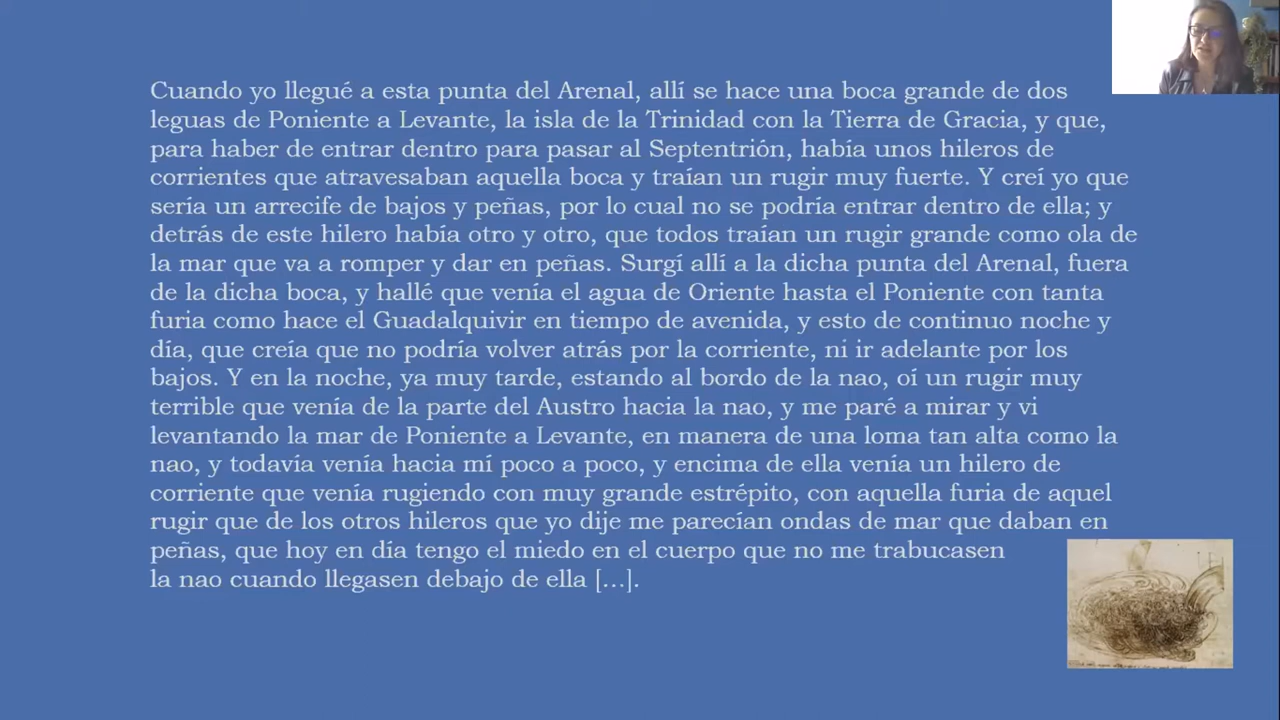 Cuando yo llegué a esta punta del Arenal, allí se hace una boca grande de dos
leguas de Poniente a Levante, la isla de la Trinidad con la Tierra de Gracia, y que,
para haber de entrar dentro para pasar al Septentrión, había unos hileros de
corrientes que atravesaban aquella boca y traían un rugir muy fuerte. Y creí yo que
sería un arrecife de bajos y peñas, por lo cual no se podría entrar dentro de ella; y
detrás de este hilero había otro y otro, que todos traían un rugir grande como ola de
la mar que va a romper y dar en peñas. Surgí allí a la dicha punta del Arenal, fuera
de la dicha boca, y hallé que venía el agua de Oriente hasta el Poniente con tanta
furia como hace el Guadalquivir en tiempo de avenida, y esto de continuo noche y
día, que creía que no podría volver atrás por la corriente, ni ir adelante por los
bajos. Y en la noche, ya muy tarde, estando al bordo de la nao, oí un rugir muy
terrible que venía de la parte del Austro hacia la nao, y me paré a mirar y vi
levantando la mar de Poniente a Levante, en manera de una loma tan alta como la
nao, y todavía venía hacia mí poco a poco, y encima de ella venía un hilero de
corriente que venía rugiendo con muy grande estrépito, con aquella furia de aquel
rugir que de los otros hileros que yo dije me parecían ondas de mar que daban en
peñas, que hoy en día tengo el miedo en el cuerpo que no me trabucasen
la nao cuando llegasen debajo de ella [...].